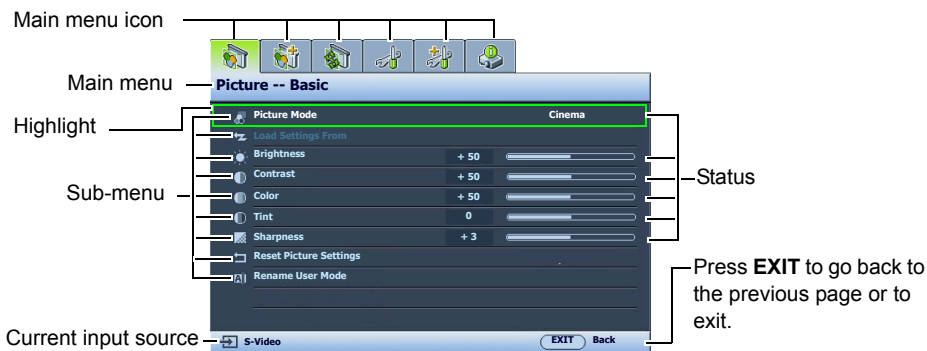 Main menu icon
Main menu
Picture -- Basic
Highlight
Picture Mode Cinema
Load Settings From
Brightness + 50
Contrast + 50
Status
Sub-menu
Color + 50
Tint 0
Sharpness + 3
Reset Picture Settings
Rename User Mode
Press EXIT to go back to
the previous page or to
exit.
Current input source
S-Video
EXIT Back